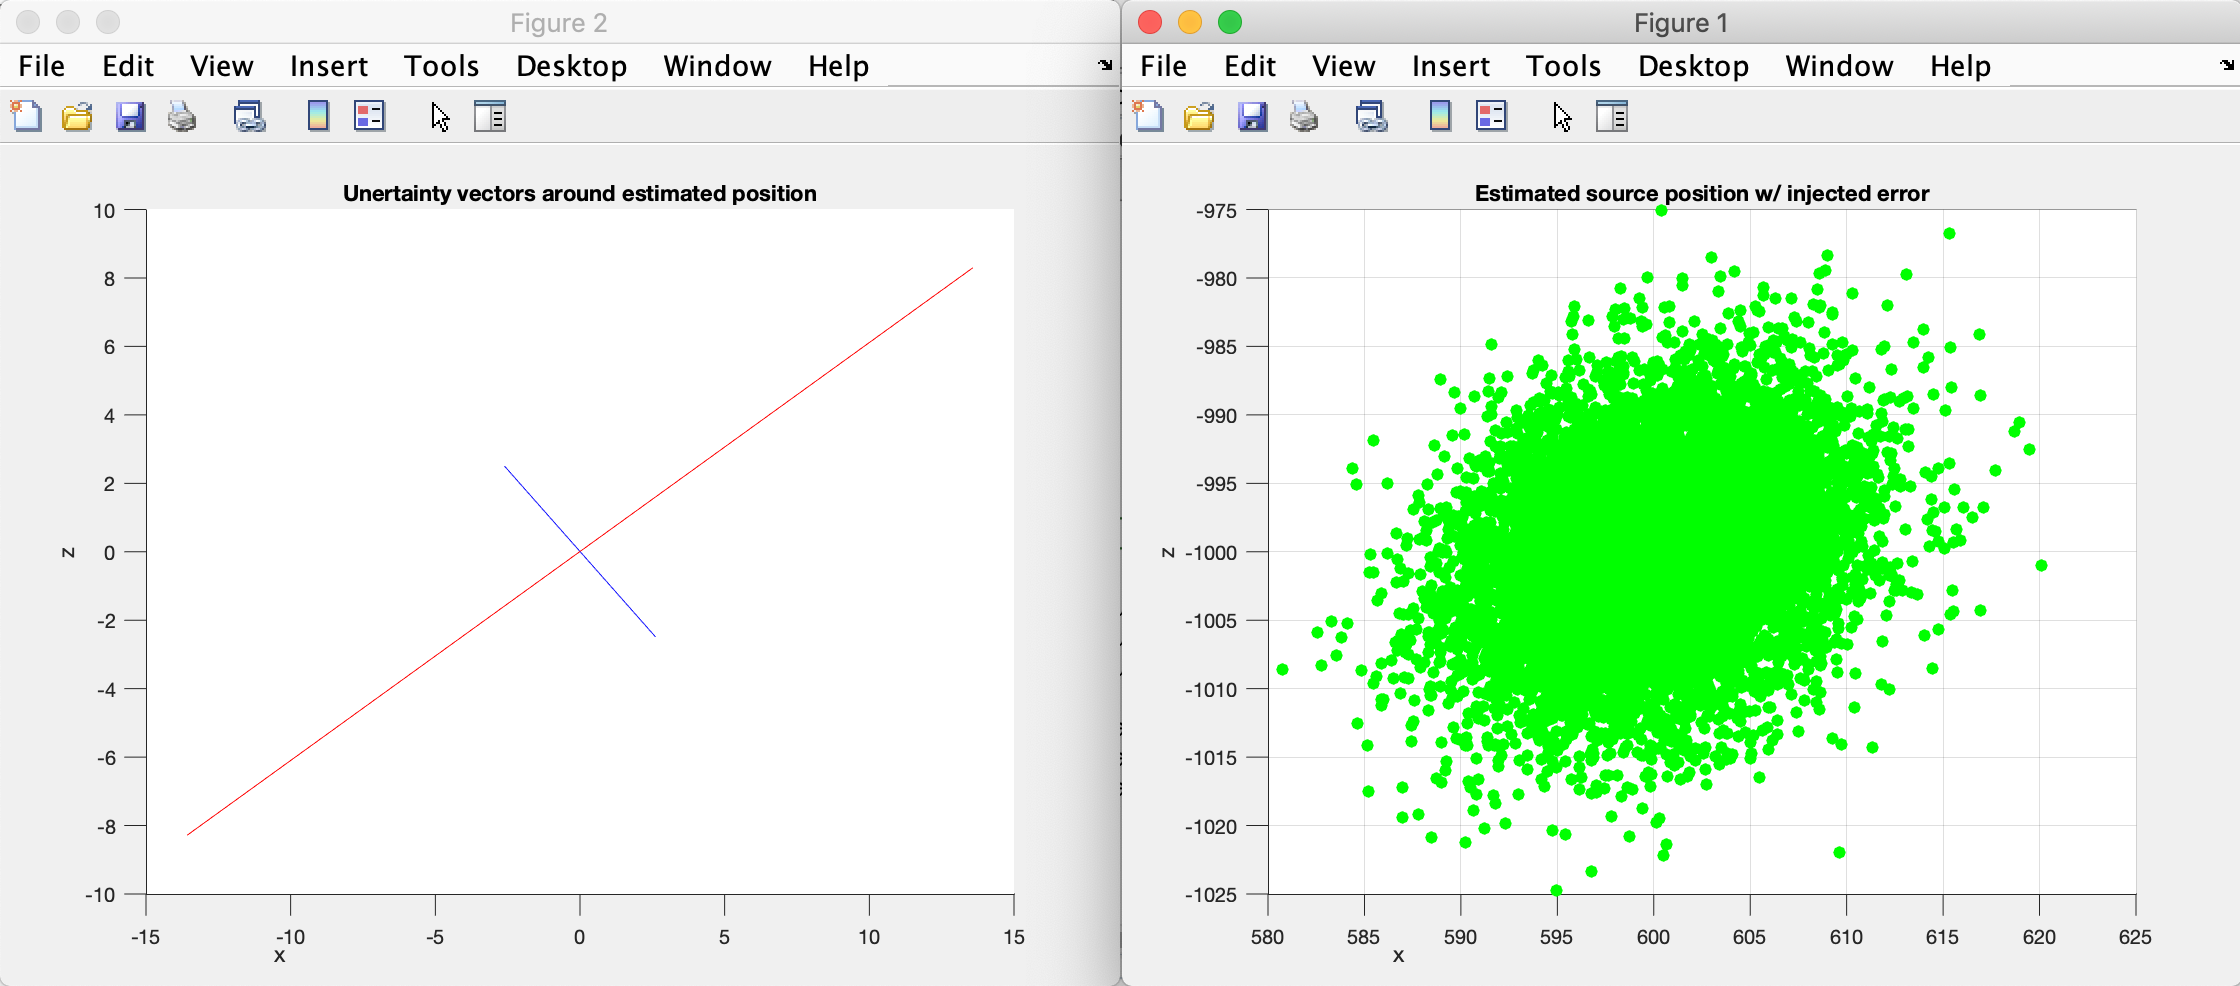 Figure 2
File Edit View Insert Tools Desktop Window Help
Unertainty vectors around estimated position
10
8
6
4
2
0
-2
-4
-6
-8
-10
z
-15 -10 -5 0 5 10 15
x
Figure 1
File Edit View Insert Tools Desktop Window Help
Estimated source position w/ injected error
-975
-980
-985
-990
-995
-1000
-1005
-1010
-1015
-1020
-1025
z
580 585 590 595 600 605 610 615 620 625
x